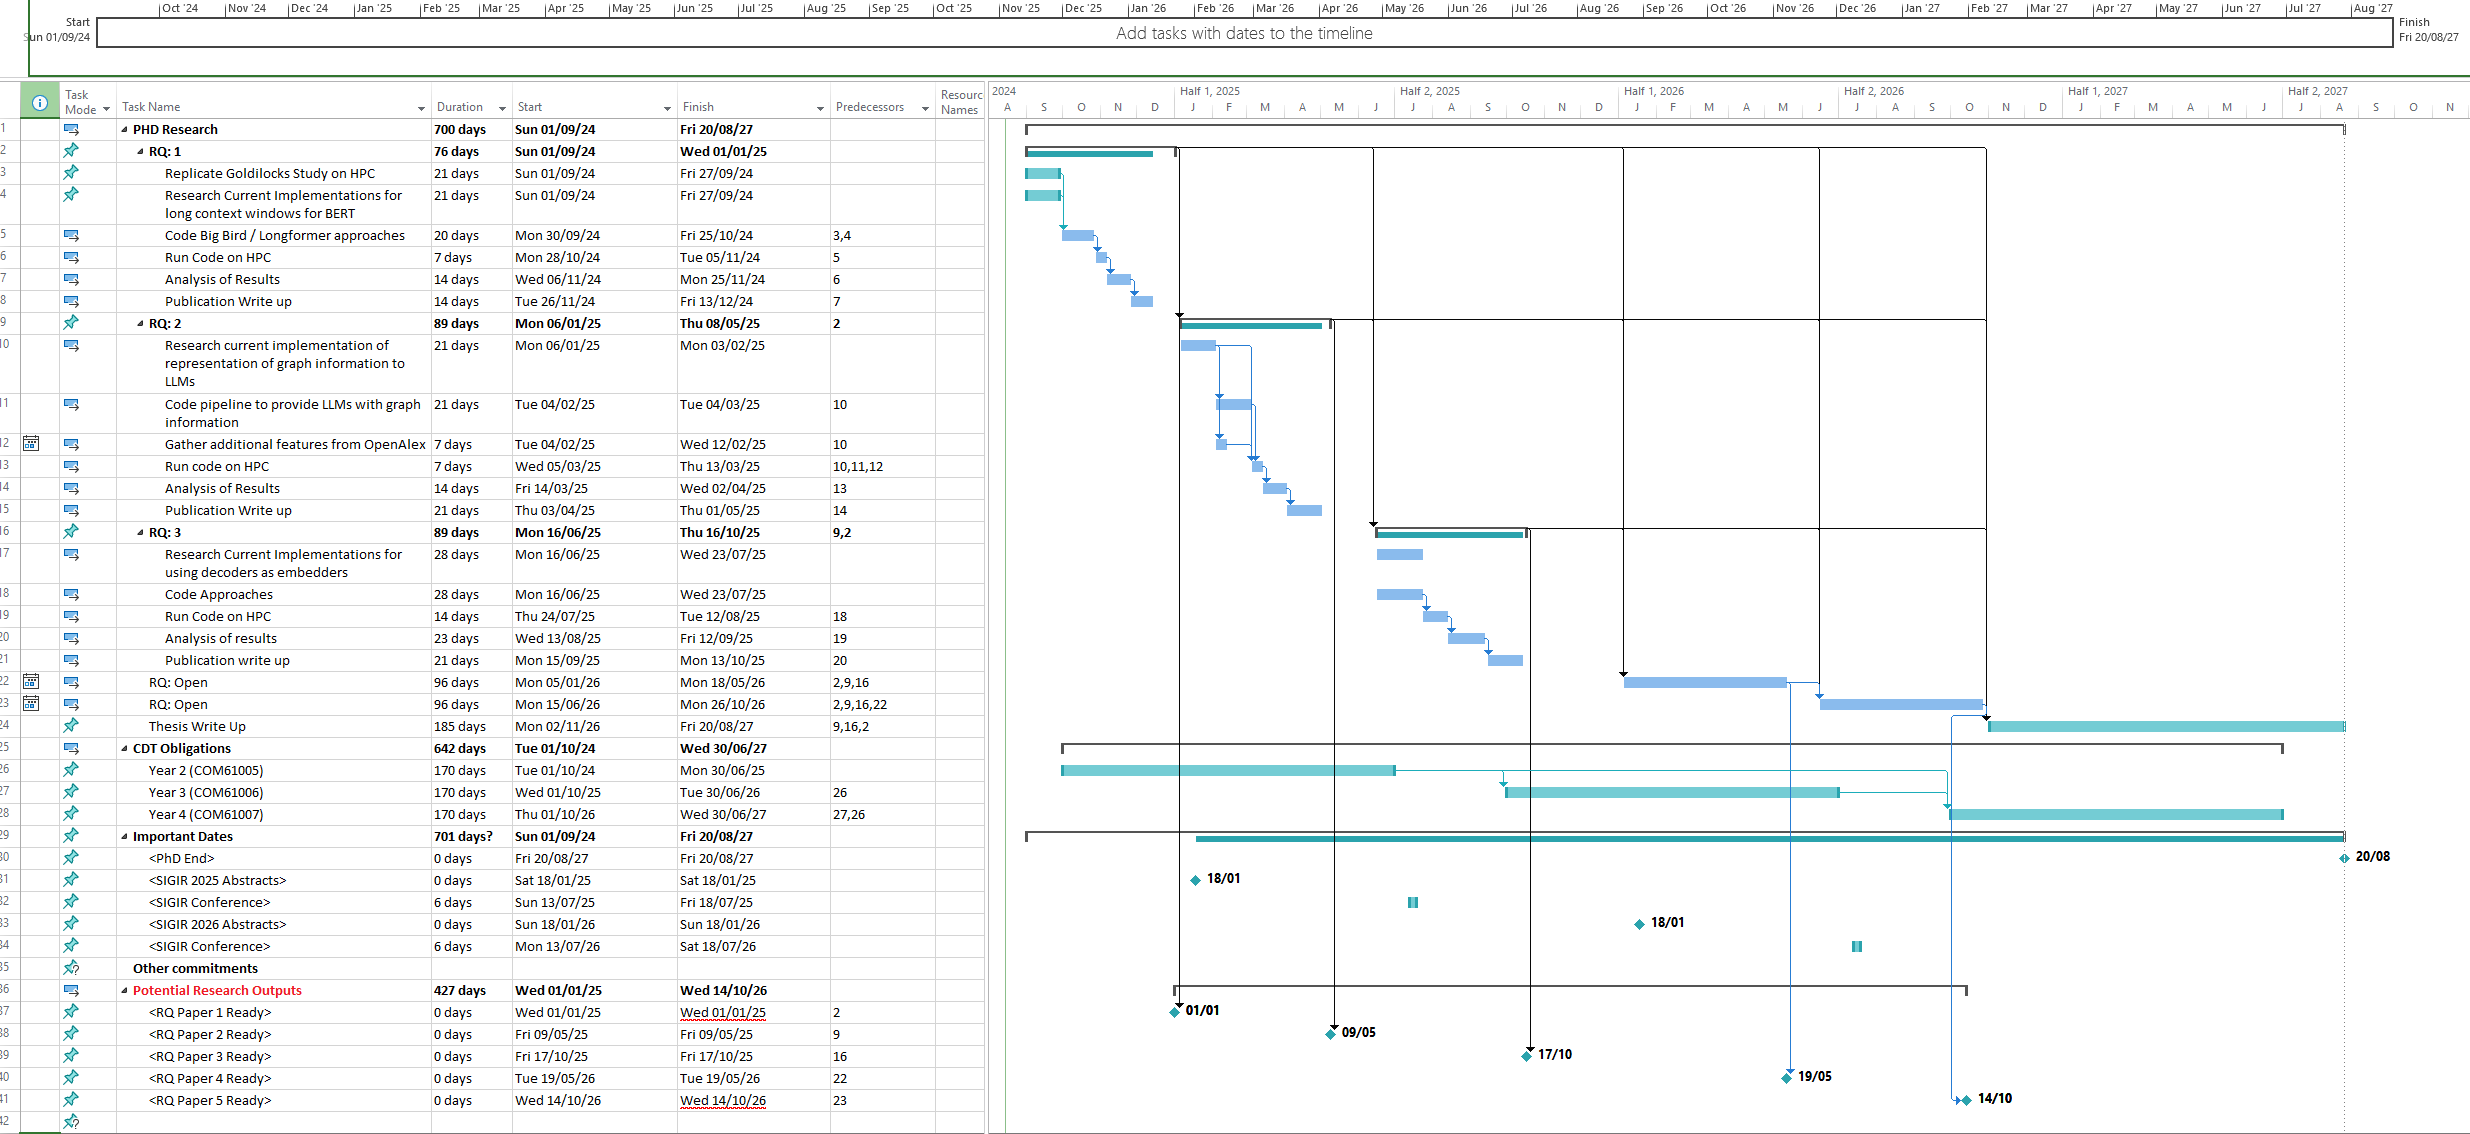 Oct '24 Nov '24 Dec '24 Jan '25 Feb '25 Mar '25 Apr '25 May '25 Jun '25 Jul '25 Aug '25 Sep '25 Oct '25 Nov '25 Dec '25 Jan '26 Feb '26 Mar '26 Apr '26 May '26 Jun '26 Jul '26 Aug '26 Sep '26 Oct '26 Nov '26 Dec '26 Jan '27 Feb '27 Mar '27 Apr '27 May '27 Jun '27 Jul '27 Aug '27
Start
Sun 01/09/24
Add tasks with dates to the timeline
Finish
Fri 20/08/27
Task Mode Task Name Duration Start Finish Predecessors Resourc Names
2024 Half 1, 2025 Half 2, 2025 Half 1, 2026 Half 2, 2026 Half 1, 2027 Half 2, 2027
A S O N D J F M A M J J A S O N D J F M A M J J A S O N D J F M A M J J A S O N
1 PHD Research 700 days Sun 01/09/24 Fri 20/08/27
2 RQ: 1 76 days Sun 01/09/24 Wed 01/01/25
3 Replicate Goldilocks Study on HPC 21 days Sun 01/09/24 Fri 27/09/24
4 Research Current Implementations for 21 days Sun 01/09/24 Fri 27/09/24
long context windows for BERT
5 Code Big Bird / Longformer approaches 20 days Mon 30/09/24 Fri 25/10/24 3,4
6 Run Code on HPC 7 days Mon 28/10/24 Tue 05/11/24 5
7 Analysis of Results 14 days Wed 06/11/24 Mon 25/11/24 6
8 Publication Write up 14 days Tue 26/11/24 Fri 13/12/24 7
9 RQ: 2 89 days Mon 06/01/25 Thu 08/05/25 2
10 Research current implementation of 21 days Mon 06/01/25 Mon 03/02/25
representation of graph information to
LLMs
11 Code pipeline to provide LLMs with graph 21 days Tue 04/02/25 Tue 04/03/25 10
information
12 Gather additional features from OpenAlex 7 days Tue 04/02/25 Wed 12/02/25 10
13 Run code on HPC 7 days Wed 05/03/25 Thu 13/03/25 10,11,12
14 Analysis of Results 14 days Fri 14/03/25 Wed 02/04/25 13
15 Publication Write up 21 days Thu 03/04/25 Thu 01/05/25 14
16 RQ: 3 89 days Mon 16/06/25 Thu 16/10/25 9,2
17 Research Current Implementations for 28 days Mon 16/06/25 Wed 23/07/25
using decoders as embedders
18 Code Approaches 28 days Mon 16/06/25 Wed 23/07/25
19 Run Code on HPC 14 days Thu 24/07/25 Tue 12/08/25 18
20 Analysis of results 23 days Wed 13/08/25 Fri 12/09/25 19
21 Publication write up 21 days Mon 15/09/25 Mon 13/10/25 20
22 RQ: Open 96 days Mon 05/01/26 Mon 18/05/26 2,9,16
23 RQ: Open 96 days Mon 15/06/26 Mon 26/10/26 2,9,16,22
24 Thesis Write Up 185 days Mon 02/11/26 Fri 20/08/27 9,16,2
25 CDT Obligations 642 days Tue 01/10/24 Wed 30/06/27
26 Year 2 (COM61005) 170 days Tue 01/10/24 Mon 30/06/25
27 Year 3 (COM61006) 170 days Wed 01/10/25 Tue 30/06/26 26
28 Year 4 (COM61007) 170 days Thu 01/10/26 Wed 30/06/27 27,26
29 Important Dates 701 days? Sun 01/09/24 Fri 20/08/27
30 <PhD End> 0 days Fri 20/08/27 Fri 20/08/27 20/08
31 <SIGIR 2025 Abstracts> 0 days Sat 18/01/25 Sat 18/01/25 18/01
32 <SIGIR Conference> 6 days Sun 13/07/25 Fri 18/07/25
33 <SIGIR 2026 Abstracts> 0 days Sun 18/01/26 Sun 18/01/26 18/01
34 <SIGIR Conference> 6 days Mon 13/07/26 Sat 18/07/26
35 Other commitments
36 Potential Research Outputs 427 days Wed 01/01/25 Wed 14/10/26
37 <RQ Paper 1 Ready> 0 days Wed 01/01/25 Wed 01/01/25 2 01/01
38 <RQ Paper 2 Ready> 0 days Fri 09/05/25 Fri 09/05/25 9 09/05
39 <RQ Paper 3 Ready> 0 days Fri 17/10/25 Fri 17/10/25 16 17/10
40 <RQ Paper 4 Ready> 0 days Tue 19/05/26 Tue 19/05/26 22 19/05
41 <RQ Paper 5 Ready> 0 days Wed 14/10/26 Wed 14/10/26 23 14/10
42